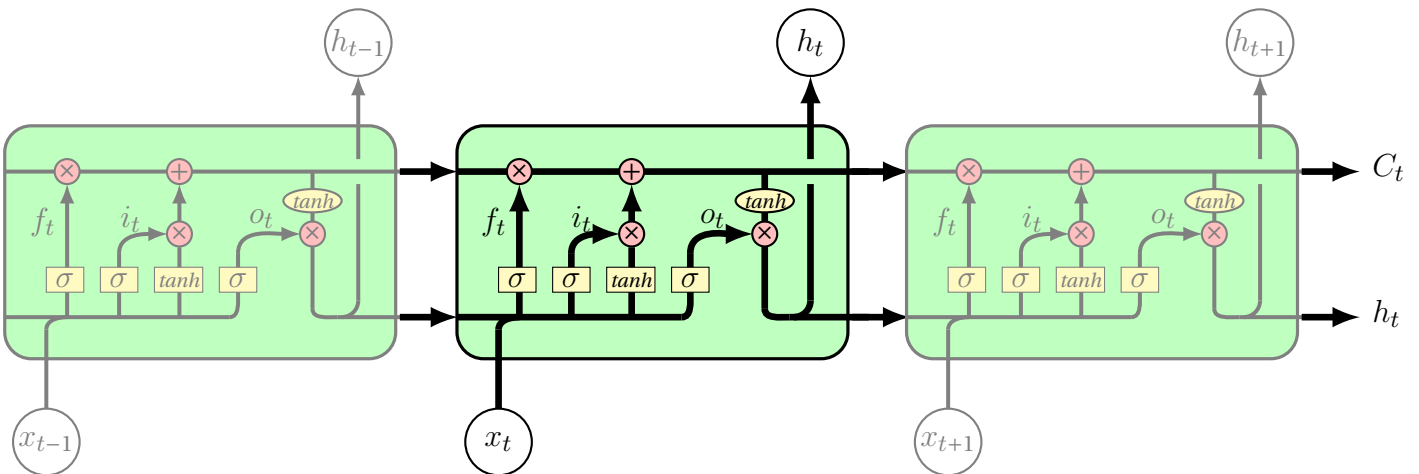 h_{t−1} h_t h_{t+1}
× + × + × + C_t
tanh tanh tanh
f_t i_t o_t f_t i_t o_t f_t i_t o_t
× × × × × ×
σ σ tanh σ σ σ tanh σ σ σ tanh σ
h_t
x_{t−1} x_t x_{t+1}